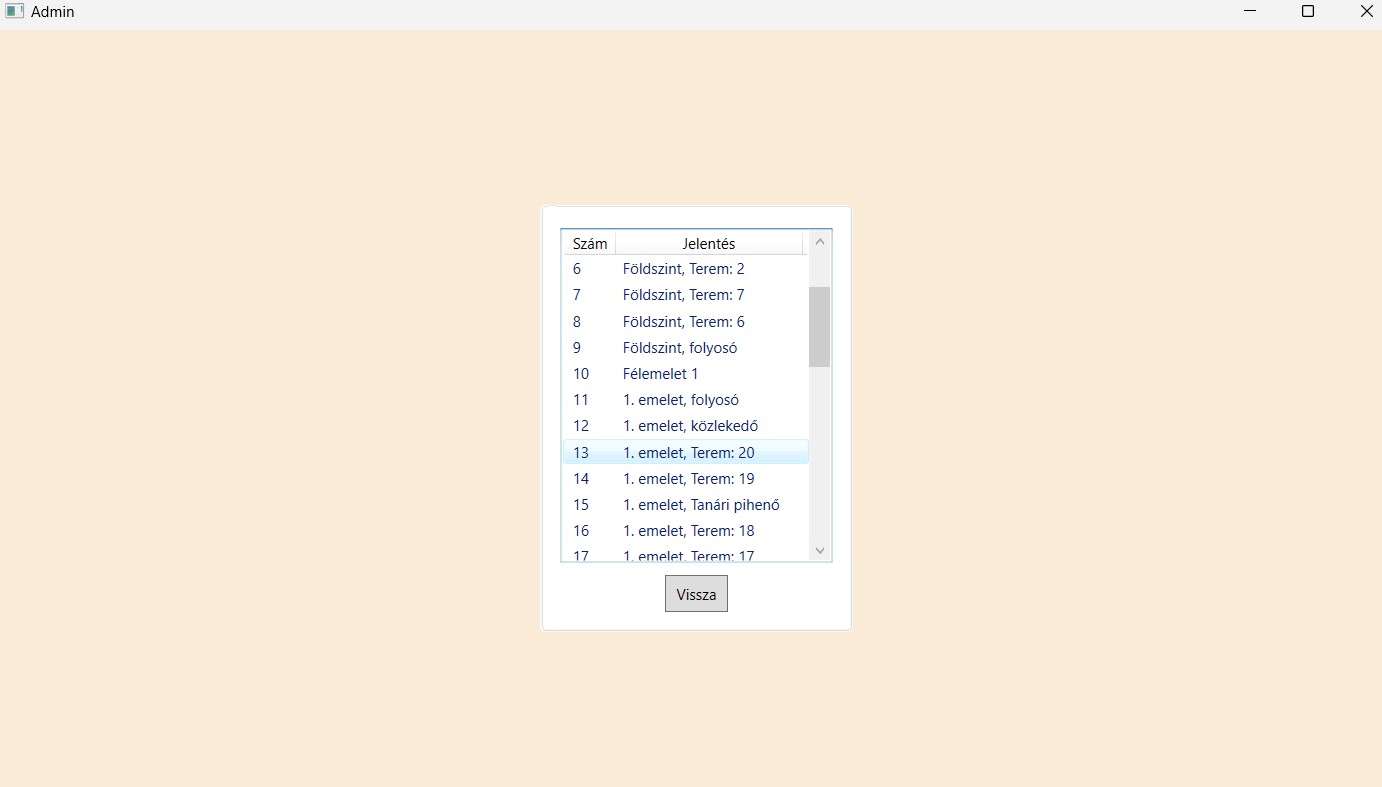 Admin
Szám Jelentés
6 Földszint, Terem: 2
7 Földszint, Terem: 7
8 Földszint, Terem: 6
9 Földszint, folyosó
10 Félemelet 1
11 1. emelet, folyosó
12 1. emelet, közlekedő
13 1. emelet, Terem: 20
14 1. emelet, Terem: 19
15 1. emelet, Tanári pihenő
16 1. emelet, Terem: 18
17 1. emelet, Terem: 17
Vissza